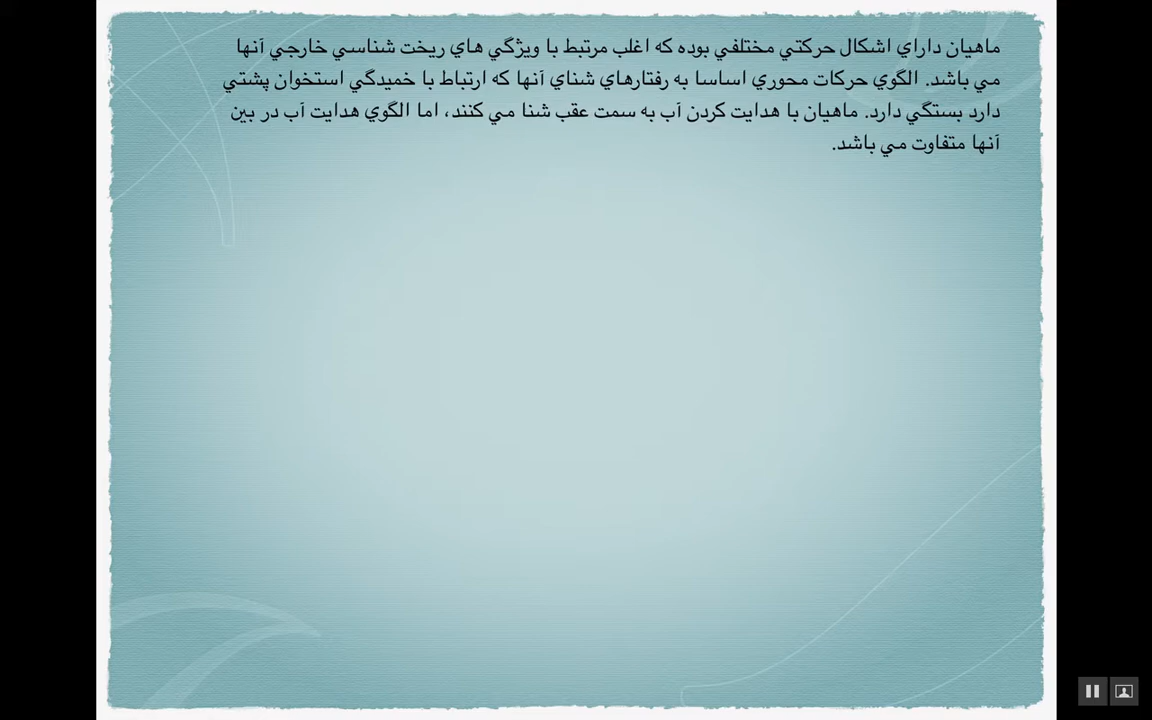 ماهيان داراي اشكال حركتي مختلفي بوده كه اغلب مرتبط با ويژگي هاي ريخت شناسي خارجي آنها
مي باشد. الگوي حركات محوري اساسا به رفتارهاي شناي آنها كه ارتباط با خميدگي استخوان پشتي
دارد بستگي دارد. ماهيان با هدايت كردن آب به سمت عقب شنا مي كنند، اما الگوي هدايت آب در بين
آنها متفاوت مي باشد.